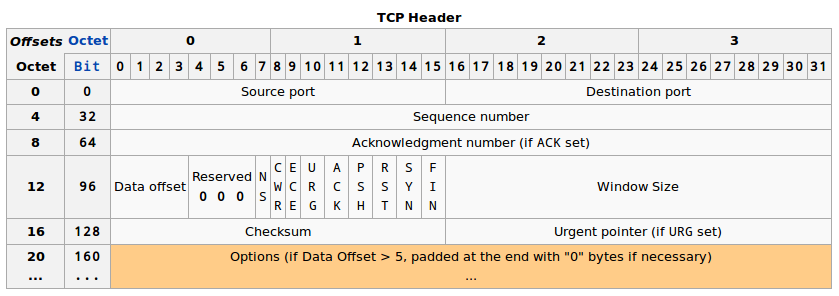 TCP Header
Offsets Octet 0 1 2 3
Octet Bit 0 1 2 3 4 5 6 7 8 9 10 11 12 13 14 15 16 17 18 19 20 21 22 23 24 25 26 27 28 29 30 31
0 0 Source port Destination port
4 32 Sequence number
8 64 Acknowledgment number (if ACK set)
12 96 Data offset Reserved 0 0 0 NS CWR ECE URG ACK PSH RST SYN FIN Window Size
16 128 Checksum Urgent pointer (if URG set)
20 160 Options (if Data Offset > 5, padded at the end with "0" bytes if necessary)
... ... ...